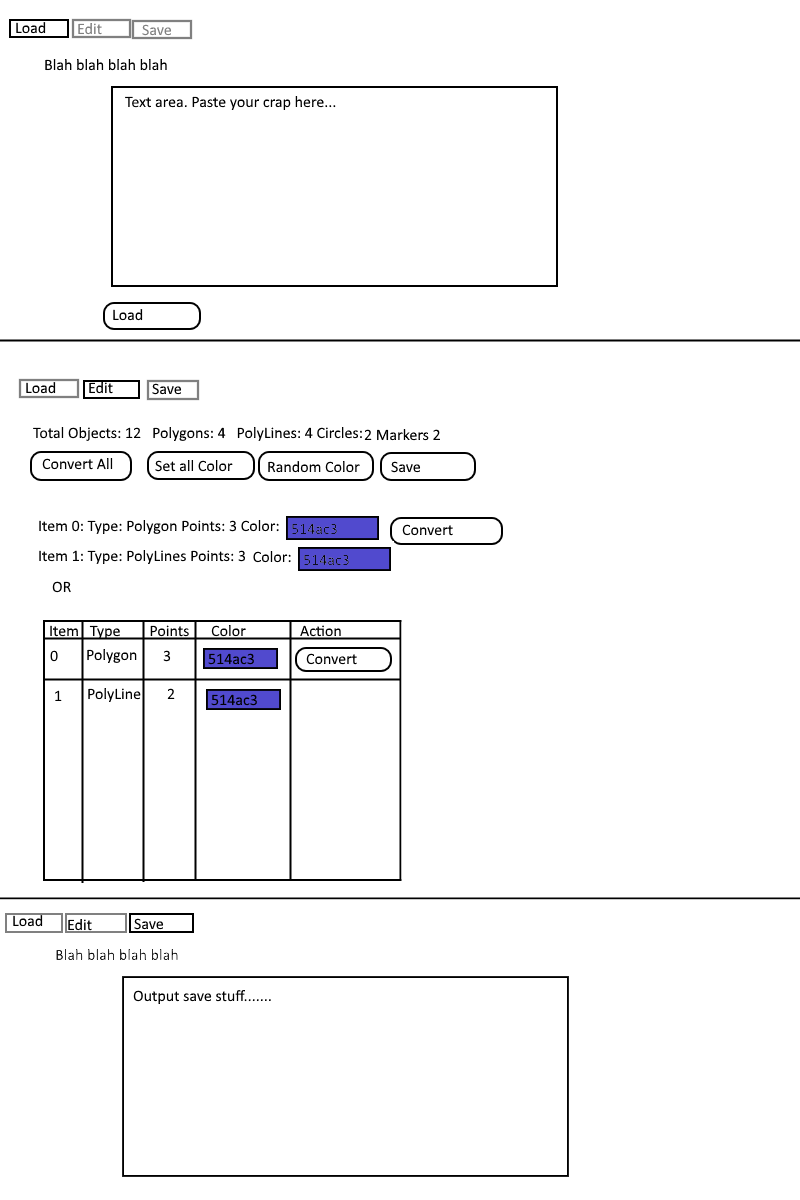 Load Edit Save
Blah blah blah blah
Text area. Paste your crap here...
Load
Load Edit Save
Total Objects: 12 Polygons: 4 PolyLines: 4 Circles: 2 Markers 2
Convert All Set all Color Random Color Save
Item 0: Type: Polygon Points: 3 Color: 514ac3 Convert
Item 1: Type: PolyLines Points: 3 Color: 514ac3
OR
Item Type Points Color Action
0 Polygon 3 514ac3 Convert
1 PolyLine 2 514ac3
Load Edit Save
Blah blah blah blah
Output save stuff.......